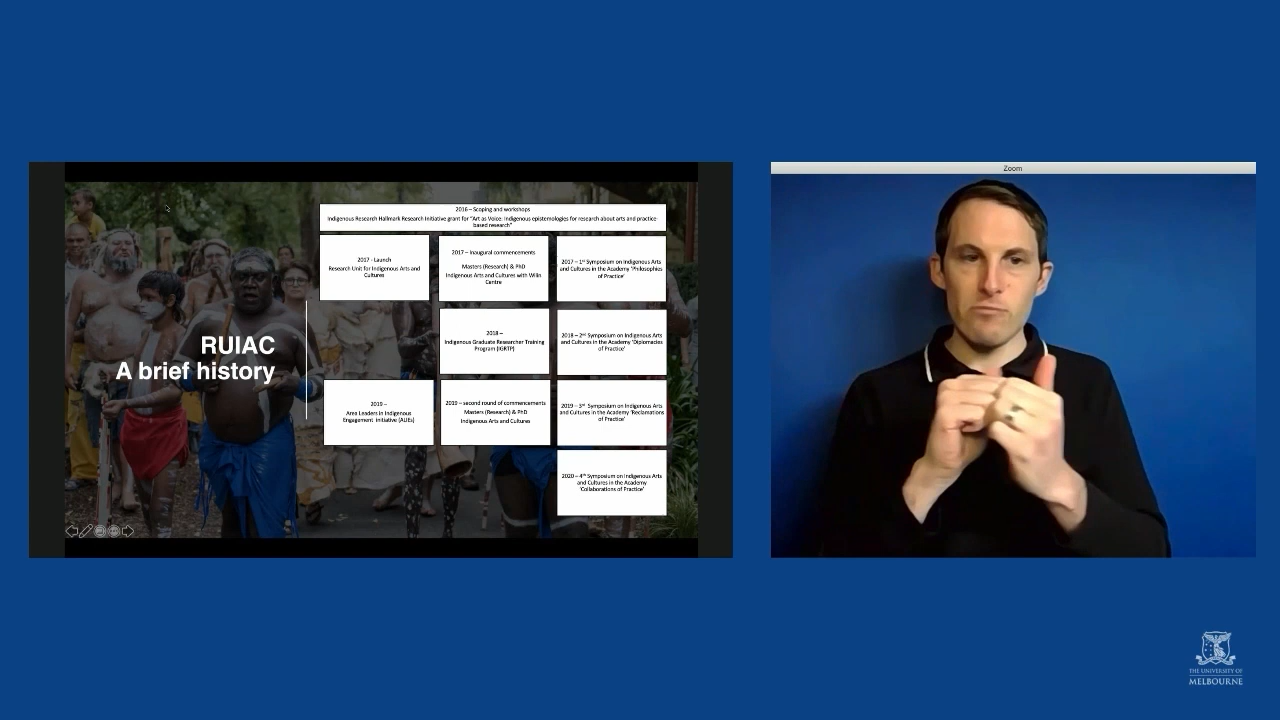 2016 – Scoping and workshops
Indigenous Research Hallmark Research Initiative grant for "Art as Voice: Indigenous epistemologies for research about arts and practice-
based research"
2017 - Launch
Research Unit for Indigenous Arts and
Cultures
2017 – Inaugural commencements
Masters (Research) & PhD
Indigenous Arts and Cultures with Wilin
Centre
2017 – 1st Symposium on Indigenous Arts
and Cultures in the Academy 'Philosophies
of Practice'
RUIAC
A brief history
2018 –
Indigenous Graduate Researcher Training
Program (IGRTP)
2018 – 2nd Symposium on Indigenous Arts
and Cultures in the Academy 'Diplomacies
of Practice'
2019 –
Area Leaders in Indigenous
Engagement initiative (ALIEs)
2019 – second round of commencements
Masters (Research) & PhD
Indigenous Arts and Cultures
2019 – 3rd Symposium on Indigenous Arts
and Cultures in the Academy 'Reclamations
of Practice'
2020 – 4th Symposium on Indigenous Arts
and Cultures in the Academy
'Collaborations of Practice'
Zoom
THE UNIVERSITY OF
MELBOURNE